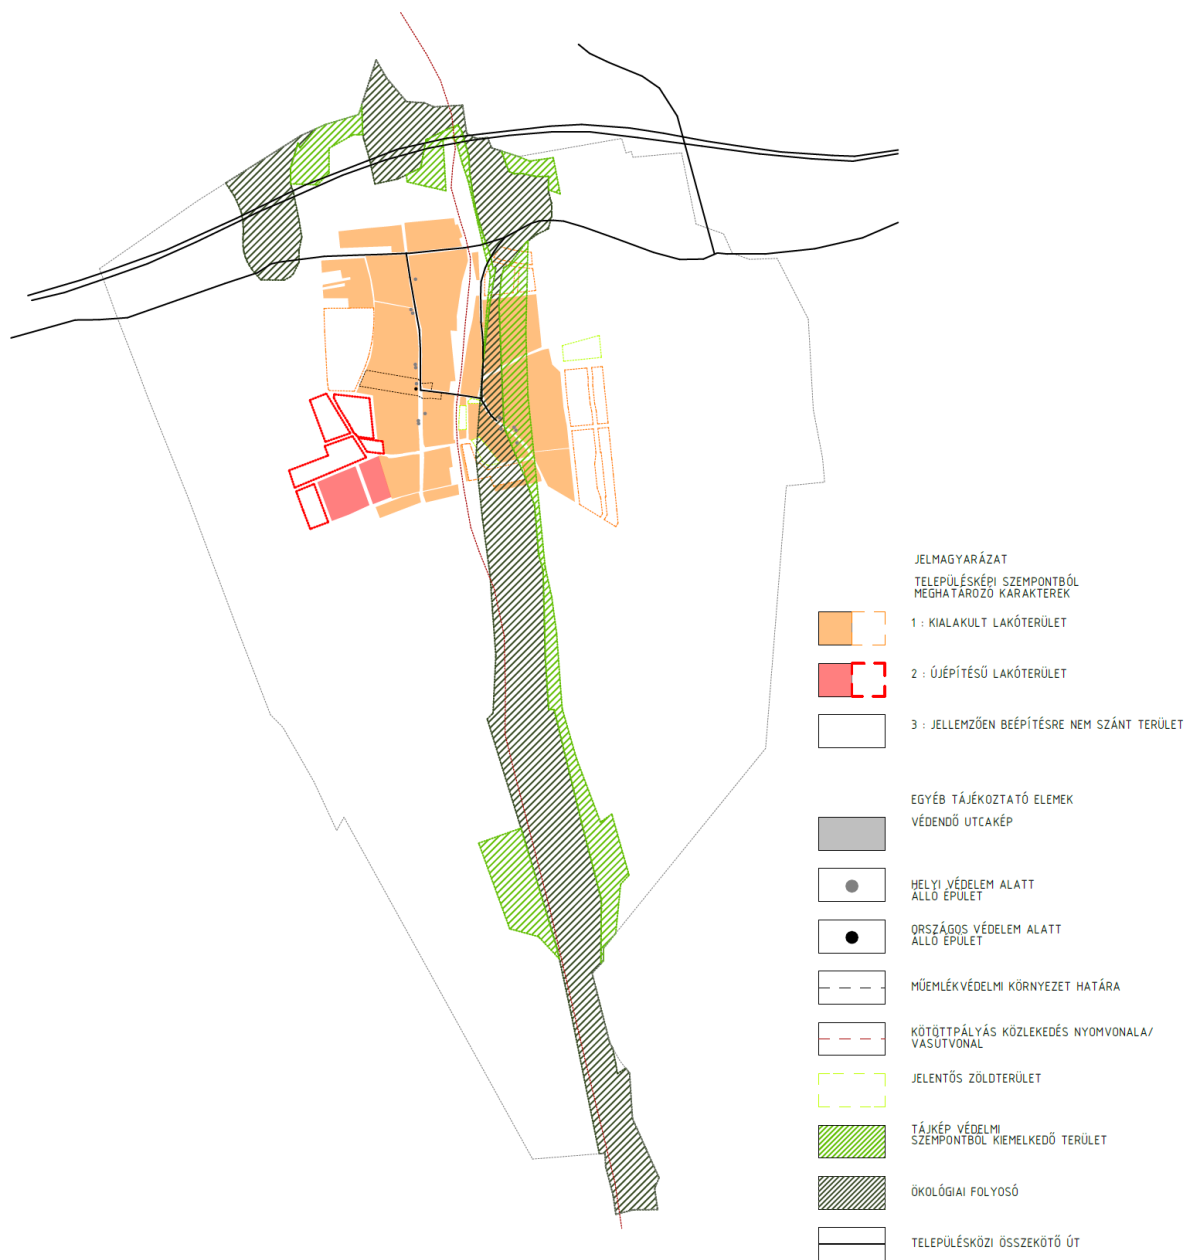 JELMAGYARÁZAT
TELEPÜLÉSKÉPI SZEMPONTBÓL
MEGHATÁROZÓ KARAKTEREK
1 : KIALAKULT LAKÓTERÜLET
2 : ÚJÉPÍTÉSŰ LAKÓTERÜLET
3 : JELLEMZŐEN BEÉPÍTÉSRE NEM SZÁNT TERÜLET
EGYÉB TÁJÉKOZTATÓ ELEMEK
VÉDENDŐ UTCAKÉP
HELYI VÉDELEM ALATT
ÁLLÓ ÉPÜLET
ORSZÁGOS VÉDELEM ALATT
ÁLLÓ ÉPÜLET
MŰEMLÉKVÉDELMI KÖRNYEZET HATÁRA
KÖTÖTTPÁLYÁS KÖZLEKEDÉS NYOMVONALA/
VASÚTVONAL
JELENTŐS ZÖLDTERÜLET
TÁJKÉP VÉDELMI
SZEMPONTBÓL KIEMELKEDŐ TERÜLET
ÖKOLÓGIAI FOLYOSÓ
TELEPÜLÉSKÖZI ÖSSZEKÖTŐ ÚT